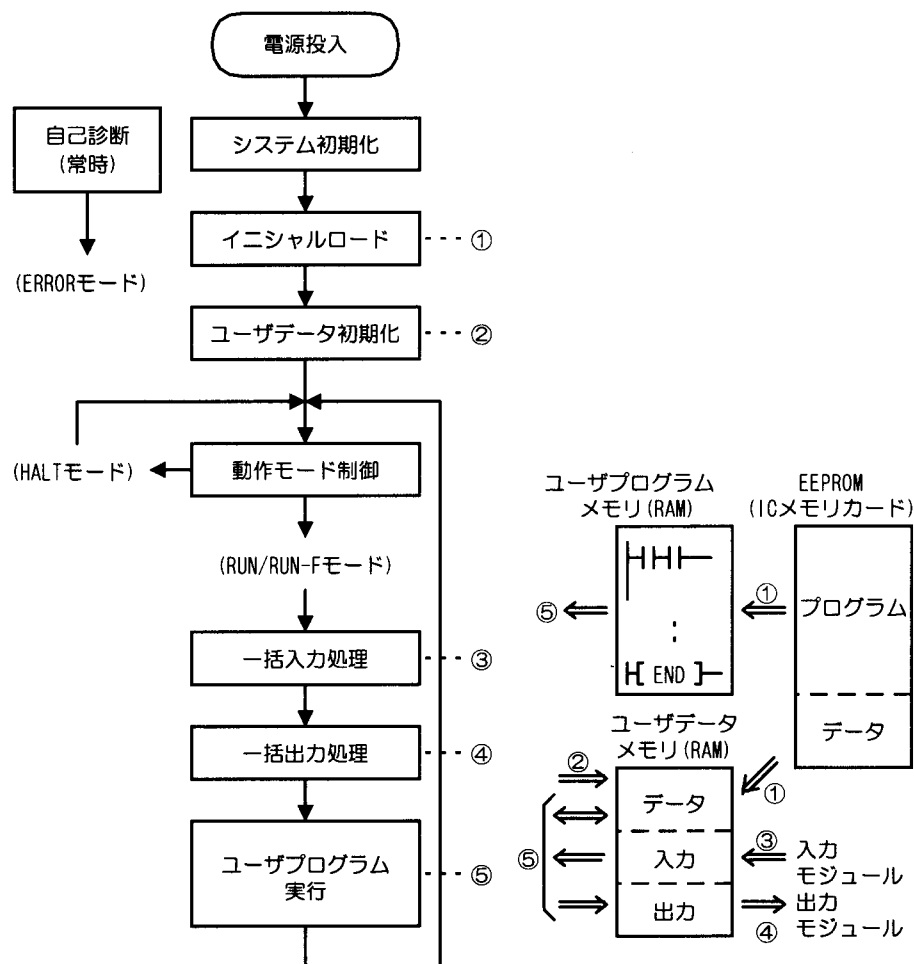 電源投入
自己診断
(常時)
(ERRORモード)
システム初期化
イニシャルロード
①
ユーザデータ初期化
②
(HALTモード)
動作モード制御
(RUN/RUN-Fモード)
一括入力処理
③
一括出力処理
④
ユーザプログラム
実行
⑤
ユーザプログラム
メモリ(RAM)
EEPROM
(ICメモリカード)
⑤
①
プログラム
END
データ
ユーザデータ
メモリ(RAM)
②
データ
①
⑤
入力
③
入力
モジュール
出力
④
出力
モジュール